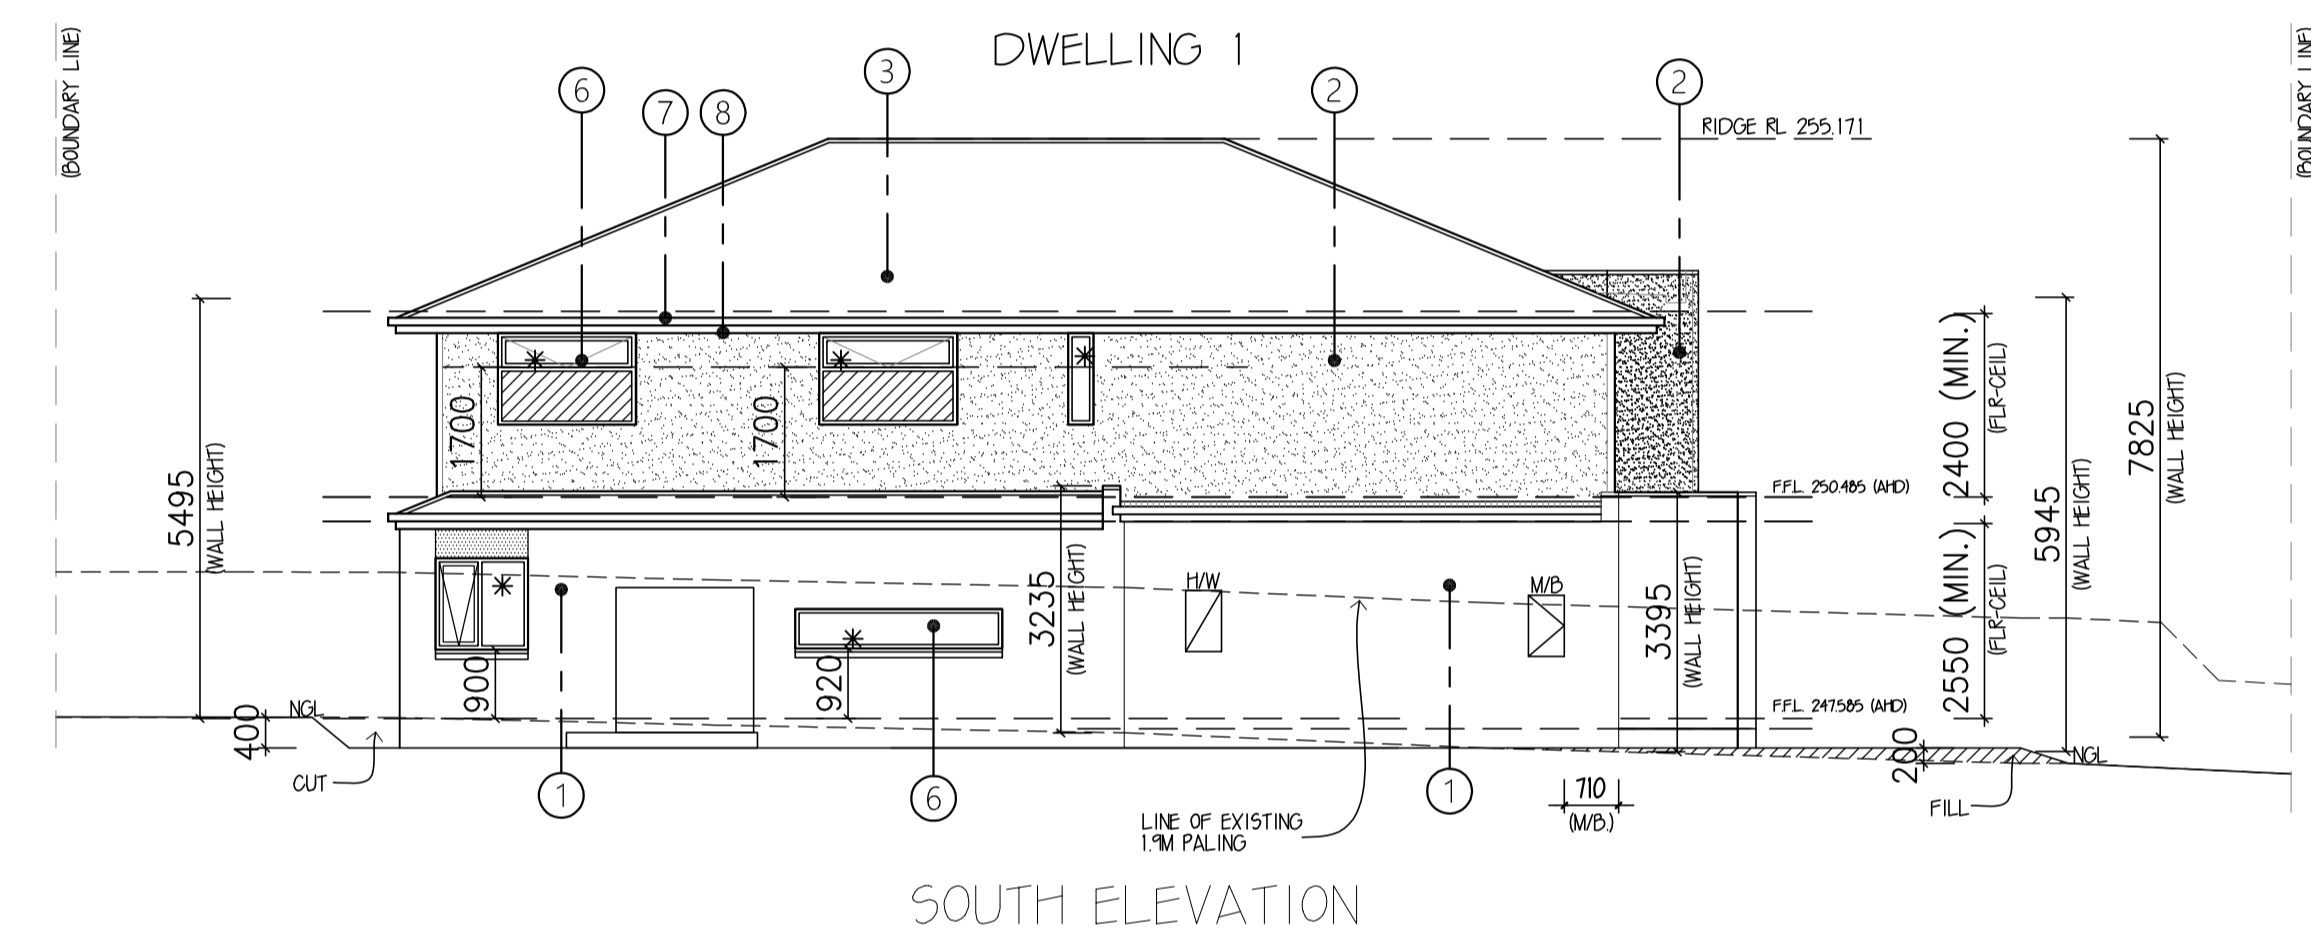 DWELLING 1
(BOUNDARY LINE)
(BOUNDARY LINE)
6
7
8
3
2
2
RIDGE RL 255.171
5495
(WALL HEIGHT)
1700
1700
2400 (MIN.)
(FLR-CEIL)
7825
(WALL HEIGHT)
F.F.L. 250.485 (AHD)
5945
(WALL HEIGHT)
3235
(WALL HEIGHT)
H/W
M/B
3395
(WALL HEIGHT)
2550 (MIN.)
(FLR-CEIL)
900
920
F.F.L. 247.585 (AHD)
NGL
400
CUT
200
NGL
FILL
1
6
1
710
(M/B.)
LINE OF EXISTING
1.9M PALING
SOUTH ELEVATION